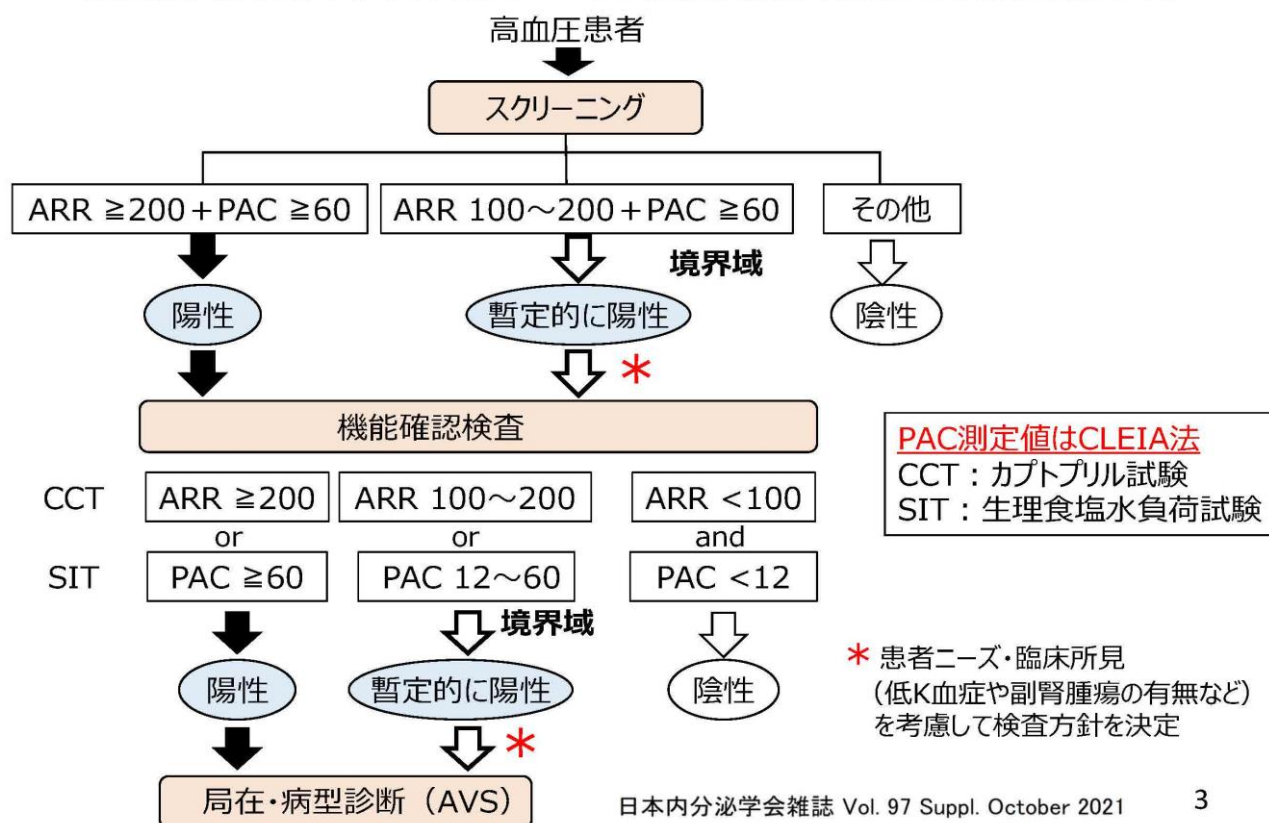 高血圧患者
スクリーニング
ARR ≧200+PAC ≧60
ARR 100～200+PAC ≧60
その他
境界域
陽性
暫定的に陽性
陰性
*
機能確認検査
CCT
ARR ≧200
ARR 100～200
ARR <100
or
or
and
SIT
PAC ≧60
PAC 12～60
PAC <12
境界域
陽性
暫定的に陽性
陰性
*
局在・病型診断（AVS）
PAC測定値はCLEIA法
CCT：カプトプリル試験
SIT：生理食塩水負荷試験
* 患者ニーズ・臨床所見
（低K血症や副腎腫瘍の有無など）
を考慮して検査方針を決定
日本内分泌学会雑誌 Vol. 97 Suppl. October 2021
3